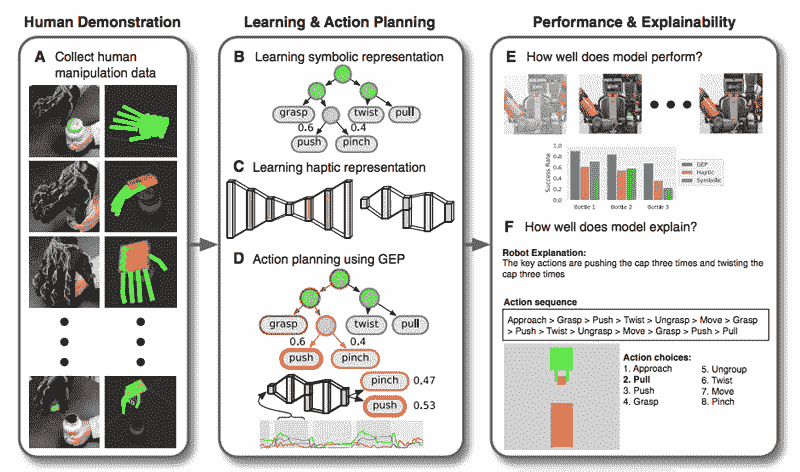 Human Demonstration
Learning & Action Planning
Performance & Explainability
A Collect human
manipulation data
B Learning symbolic representation
grasp
twist
pull
0.6
0.4
push
pinch
C Learning haptic representation
D Action planning using GEP
grasp
twist
pull
0.6
0.4
push
pinch
pinch 0.47
push 0.53
E How well does model perform?
Success Rate
1.0
0.8
0.6
0.4
0.2
0.0
Bottle 1
Bottle 2
Bottle 3
GEP
Haptic
Symbolic
F How well does model explain?
Robot Explanation:
The key actions are pushing the cap three times and twisting the
cap three times
Action sequence
Approach > Grasp > Push > Twist > Ungrasp > Move > Grasp
> Push > Twist > Ungrasp > Move > Grasp > Push > Pull
Action choices:
1. Approach
2. Pull
3. Push
4. Grasp
5. Ungroup
6. Twist
7. Move
8. Pinch